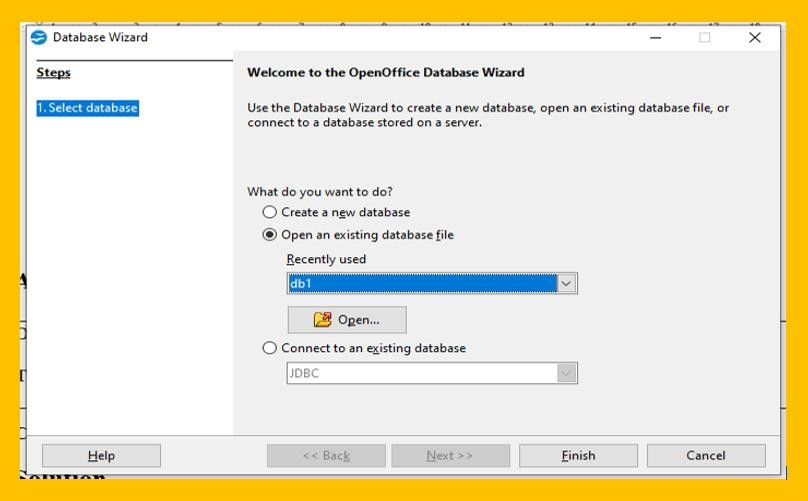 Database Wizard
Steps
1. Select database
Welcome to the OpenOffice Database Wizard
Use the Database Wizard to create a new database, open an existing database file, or
connect to a database stored on a server.
What do you want to do?
Create a new database
Open an existing database file
Recently used
db1
Open...
Connect to an existing database
JDBC
Help
<< Back
Next >>
Finish
Cancel